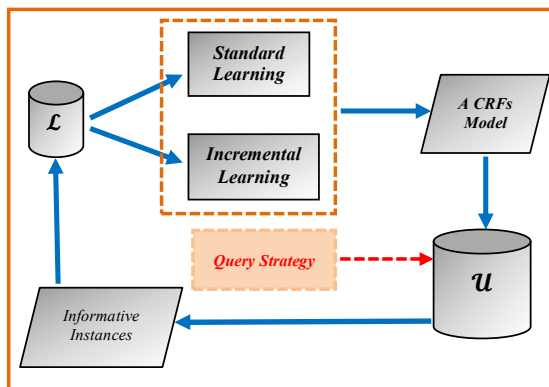 Standard
Learning
ℒ
Incremental
Learning
A CRFs
Model
Query Strategy
𝒰
Informative
Instances